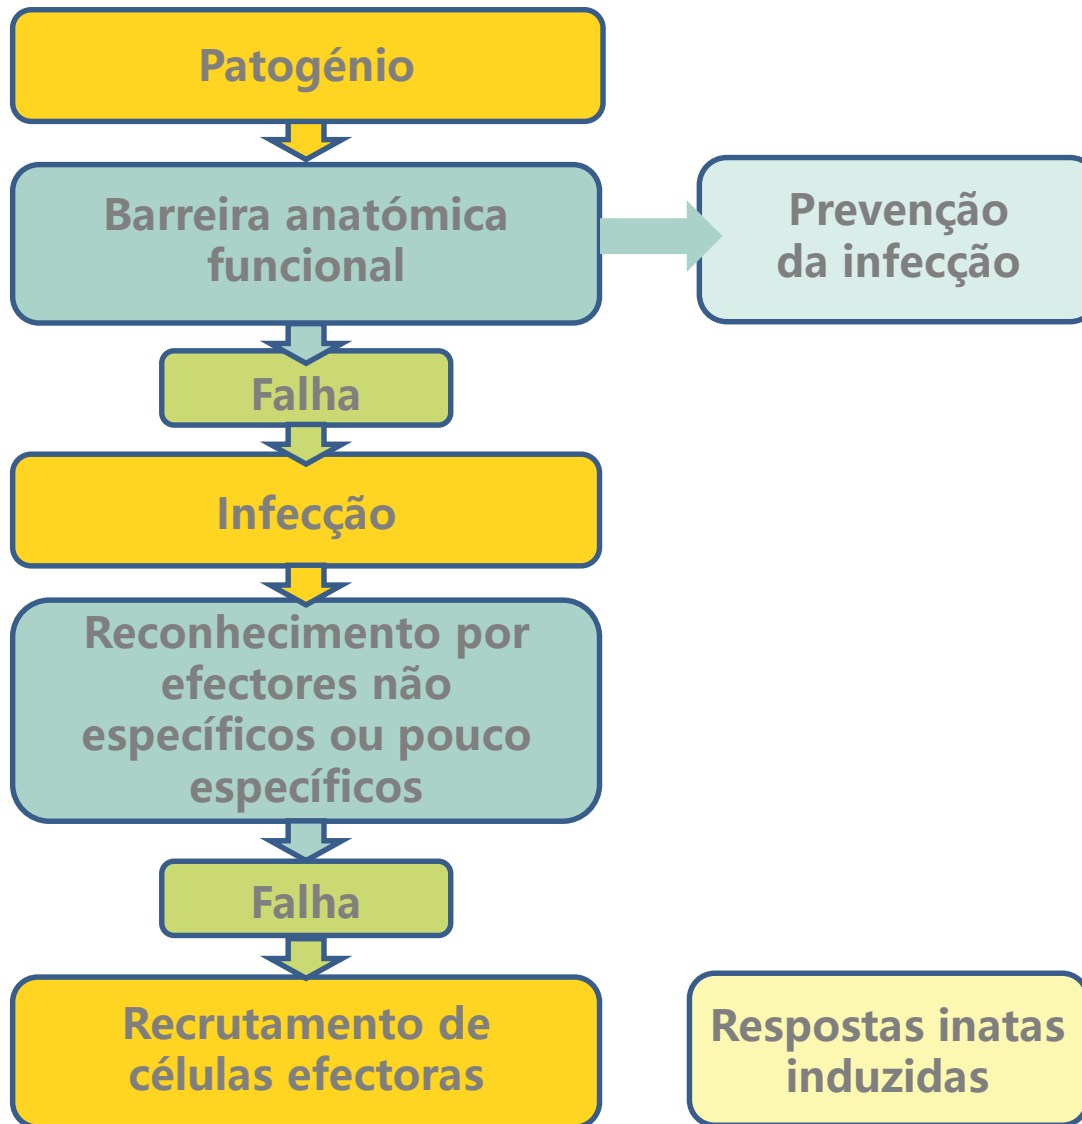 Patogénio
Barreira anatómica
funcional
Prevenção
da infecção
Falha
Infecção
Reconhecimento por
efectores não
específicos ou pouco
específicos
Falha
Recrutamento de
células efectoras
Respostas inatas
induzidas